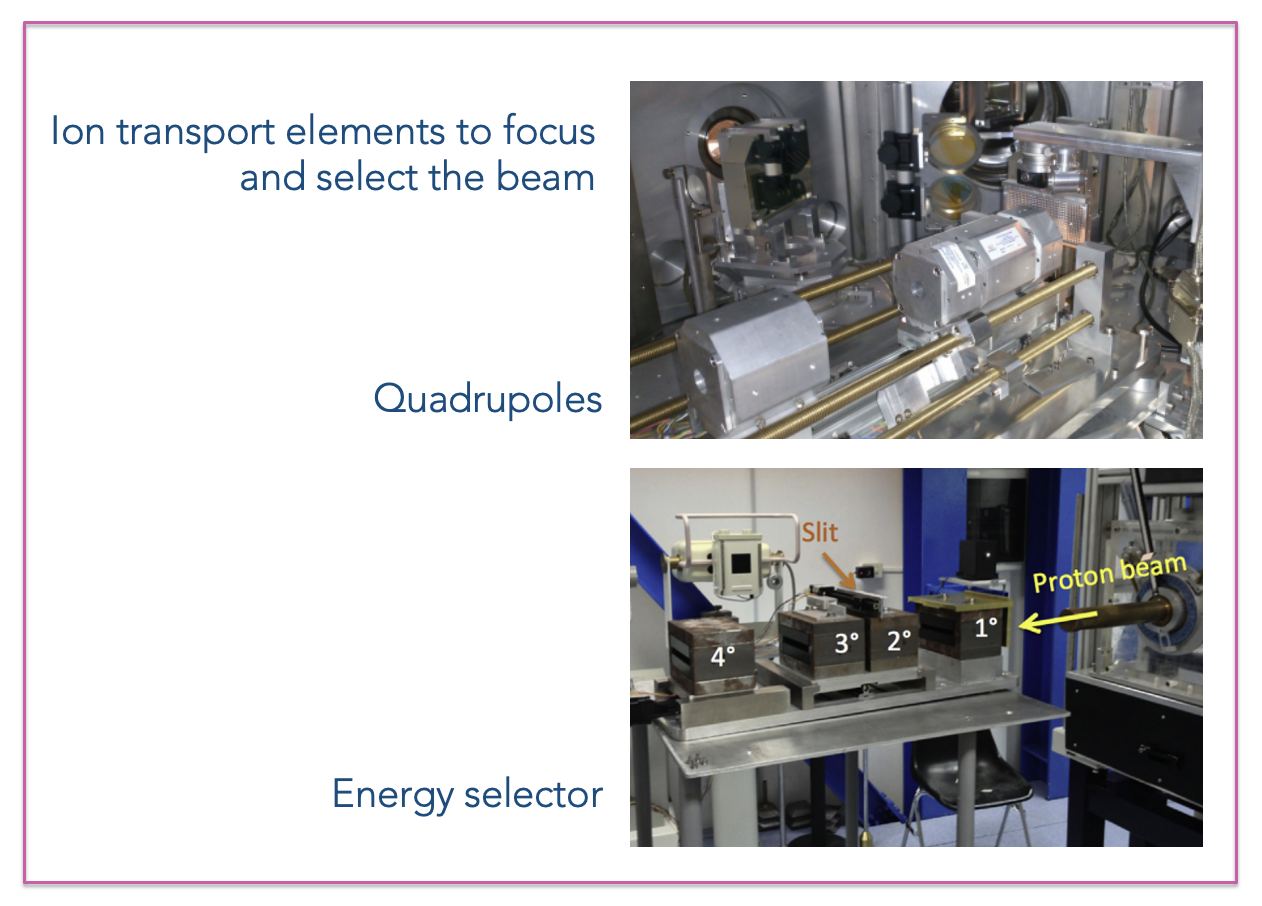 Ion transport elements to focus
and select the beam
Quadrupoles
Slit
Proton beam
4°
3°
2°
1°
Energy selector